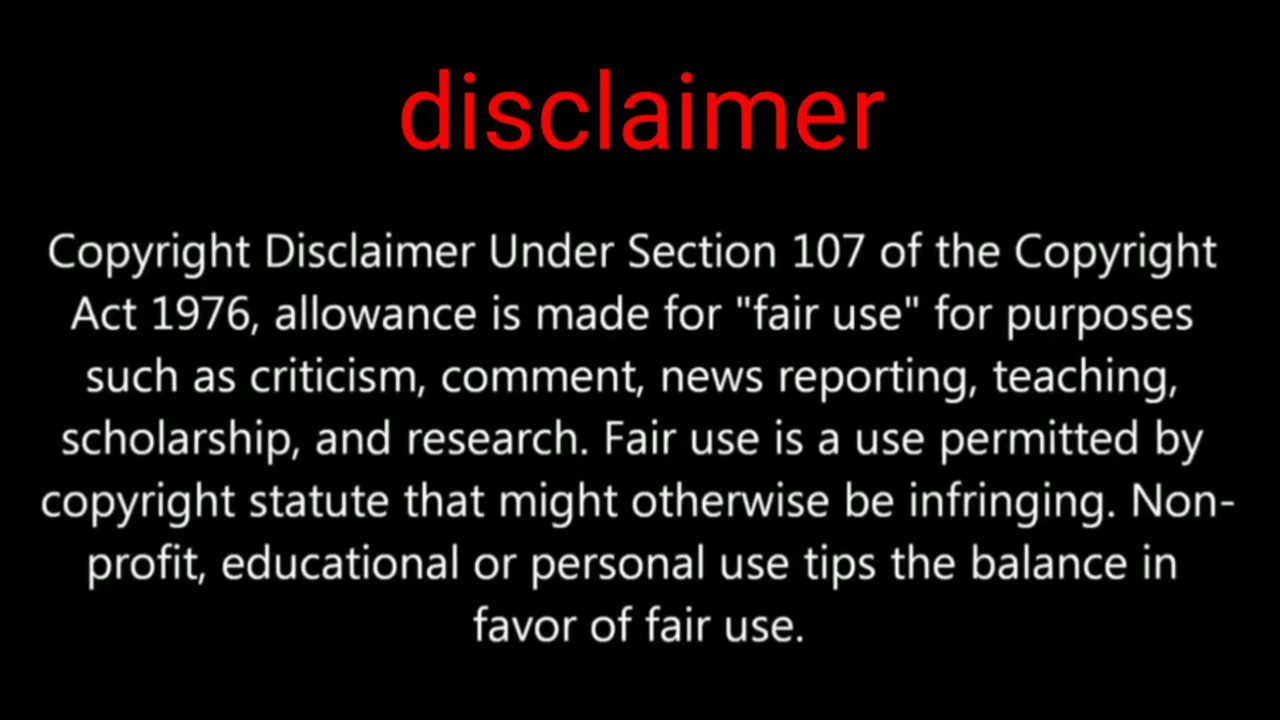 disclaimer
Copyright Disclaimer Under Section 107 of the Copyright
Act 1976, allowance is made for "fair use" for purposes
such as criticism, comment, news reporting, teaching,
scholarship, and research. Fair use is a use permitted by
copyright statute that might otherwise be infringing. Non-
profit, educational or personal use tips the balance in
favor of fair use.